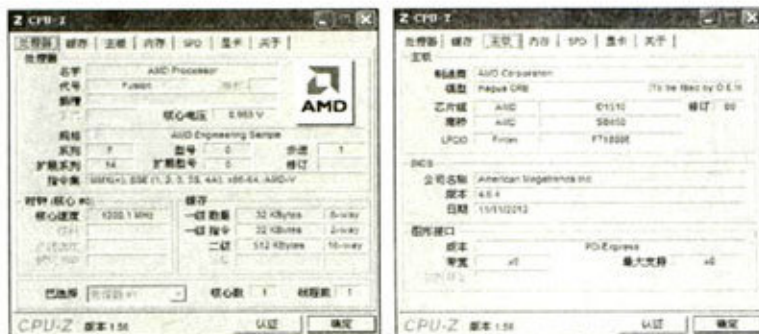 CPU-Z
处理器 缓存 主板 内存 SPD 显卡 关于
处理器
名字 AMD Processor
代号 Fusion
核心电压 0.963 V
AMD
规格 AMD Engineering Sample
系列 F 型号 0 步进 1
扩展系列 14 扩展型号 0 修订
指令集 MMX(+), SSE (1, 2, 3, 3S, 4A), x86-64, AMD-V
时钟 (核心 #0)
核心速度 1200.1 MHz
缓存
一级 数据 32 KBytes 8-way
一级 指令 32 KBytes 2-way
二级 512 KBytes 16-way
已选择 处理器 #1 核心数 1 线程数 1
CPU-Z 版本 1.56 认证 确定
CPU-Z
处理器 缓存 主板 内存 SPD 显卡 关于
主板
制造商 AMD Corporation
模型 (To be filled by O.E.M
芯片组 AMD ID1510 修订 00
南桥 AMD SB800
LPCIO Fintek
BIOS
公司名称 American Megatrends Inc.
版本 4.6.4
日期
图形接口
版本 PCI-Express
带宽 x0 最大支持 x0
CPU-Z 版本 1.56 认证 确定